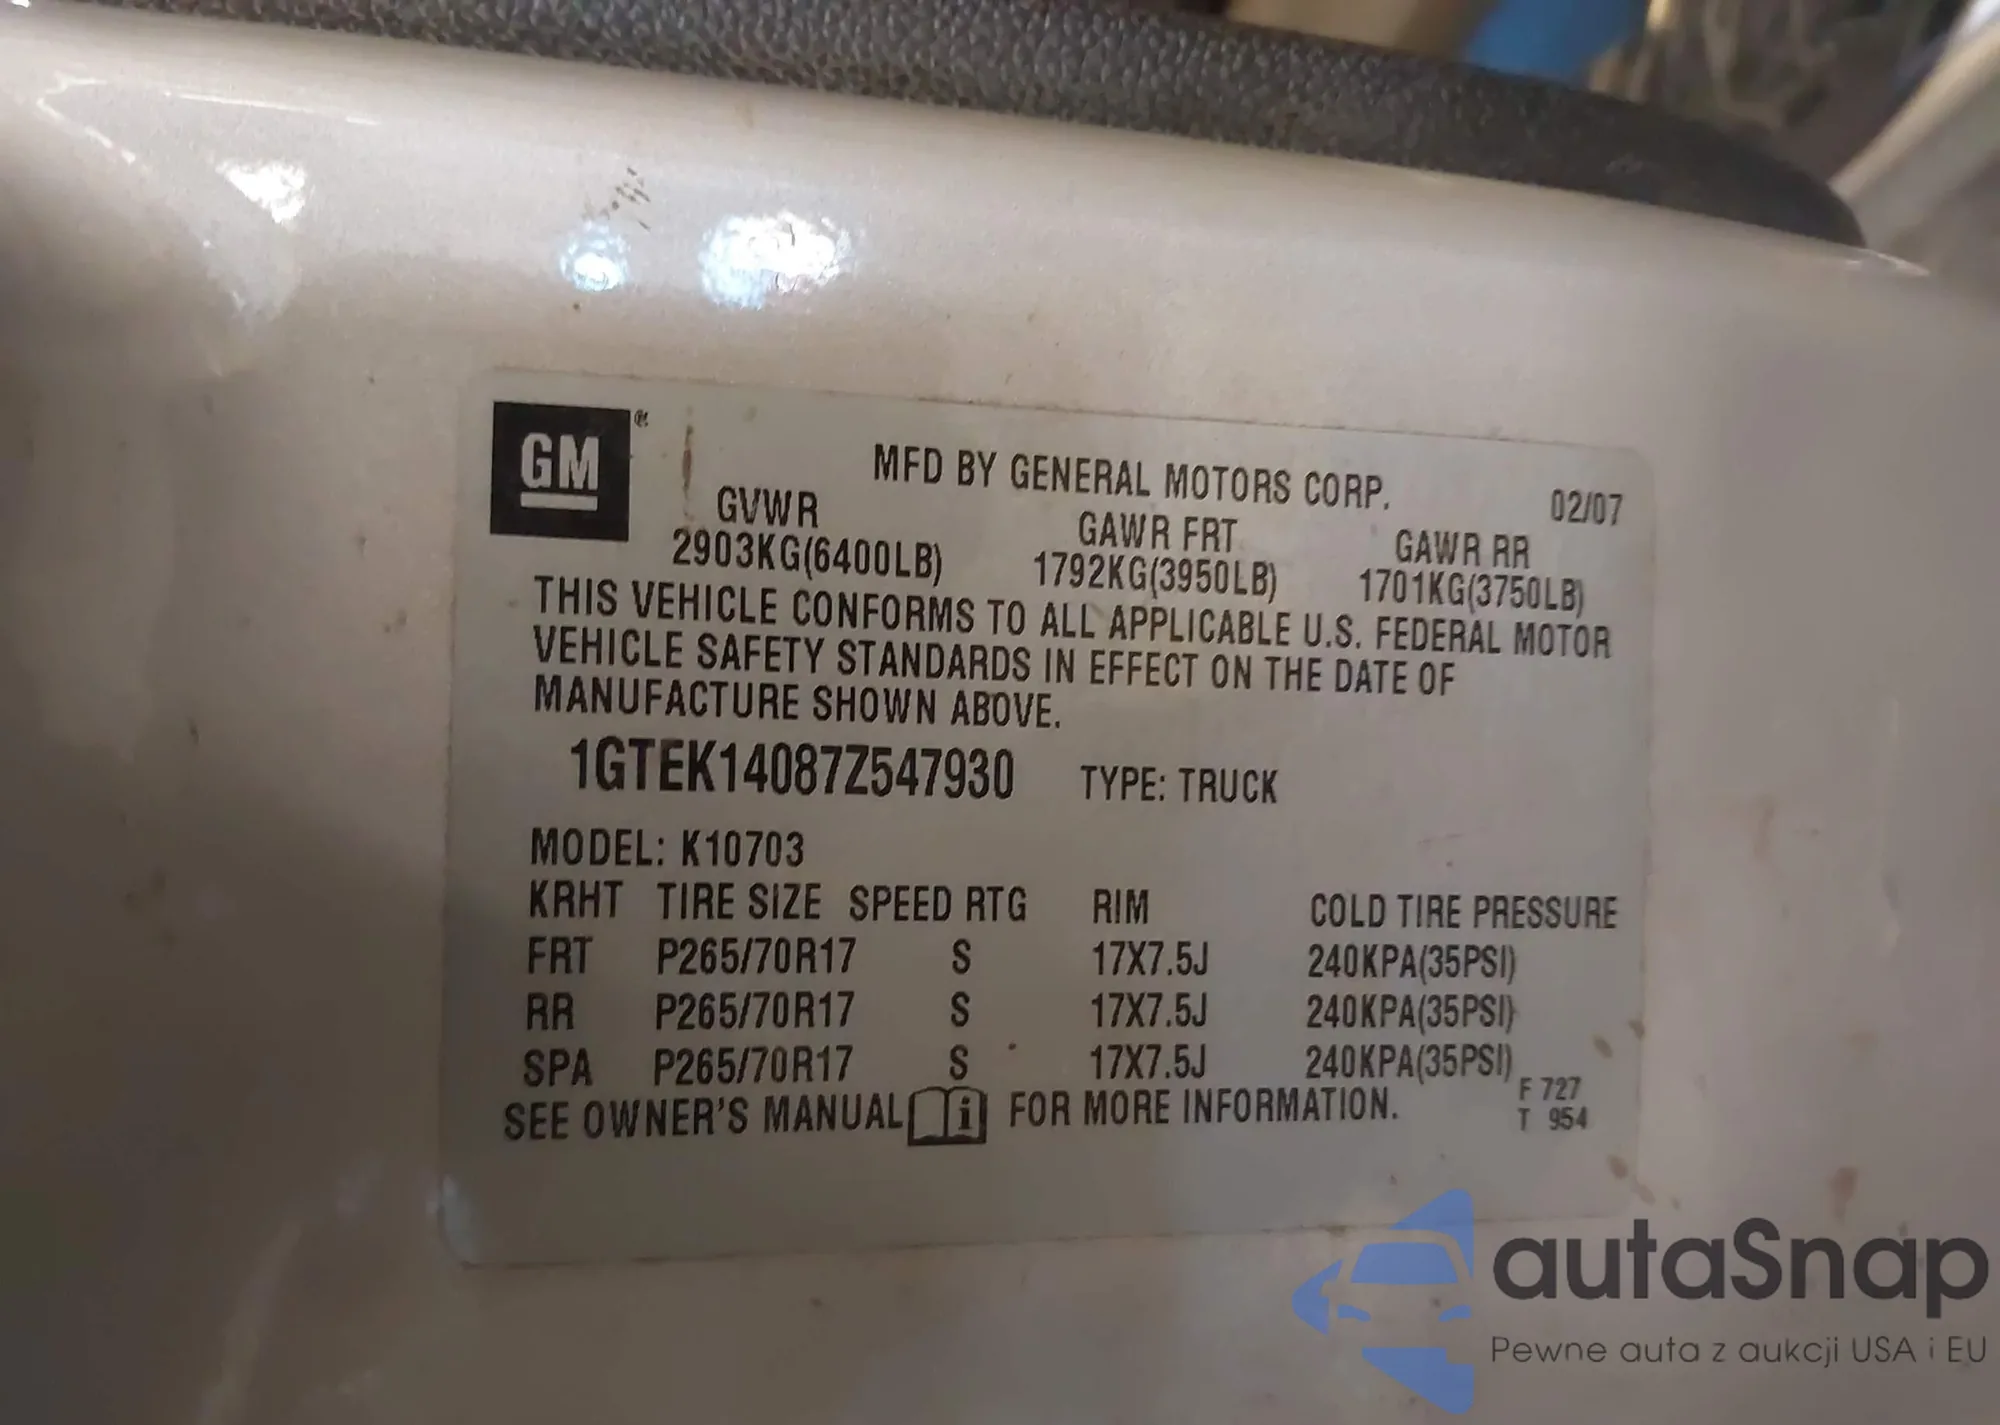 GM®
MFD BY GENERAL MOTORS CORP. 02/07
GVWR GAWR FRT GAWR RR
2903KG(6400LB) 1792KG(3950LB) 1701KG(3750LB)
THIS VEHICLE CONFORMS TO ALL APPLICABLE U.S. FEDERAL MOTOR
VEHICLE SAFETY STANDARDS IN EFFECT ON THE DATE OF
MANUFACTURE SHOWN ABOVE.
1GTEK14087Z547930 TYPE: TRUCK
MODEL: K10703
KRHT TIRE SIZE SPEED RTG RIM COLD TIRE PRESSURE
FRT P265/70R17 S 17X7.5J 240KPA(35PSI)
RR P265/70R17 S 17X7.5J 240KPA(35PSI)
SPA P265/70R17 S 17X7.5J 240KPA(35PSI)
SEE OWNER'S MANUAL i FOR MORE INFORMATION.
F 727
T 954
autaSnap
Pewne auta z aukcji USA i EU